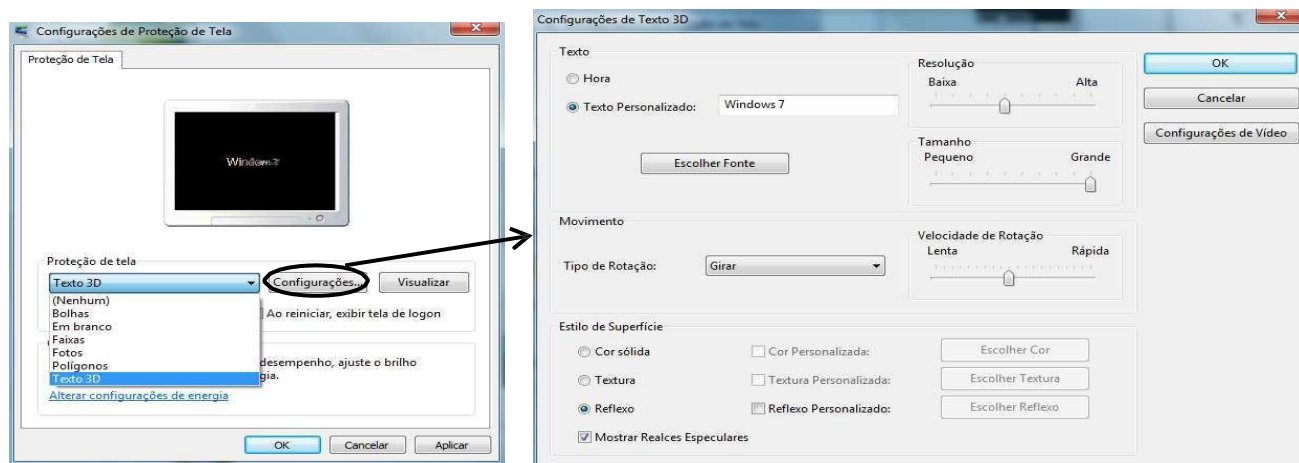 Configurações de Proteção de Tela
Proteção de Tela
Windows 7
Proteção de tela
Texto 3D
Configurações...
Visualizar
(Nenhum)
Bolhas
Em branco
Faixas
Fotos
Polígonos
Texto 3D
Ao reiniciar, exibir tela de logon
desempenho, ajuste o brilho
gia.
Alterar configurações de energia
OK
Cancelar
Aplicar
Configurações de Texto 3D
Texto
Hora
Texto Personalizado:
Windows 7
Escolher Fonte
Resolução
Baixa
Alta
Tamanho
Pequeno
Grande
OK
Cancelar
Configurações de Vídeo
Movimento
Tipo de Rotação:
Girar
Velocidade de Rotação
Lenta
Rápida
Estilo de Superfície
Cor sólida
Cor Personalizada:
Escolher Cor
Textura
Textura Personalizada:
Escolher Textura
Reflexo
Reflexo Personalizado:
Escolher Reflexo
Mostrar Realces Especulares